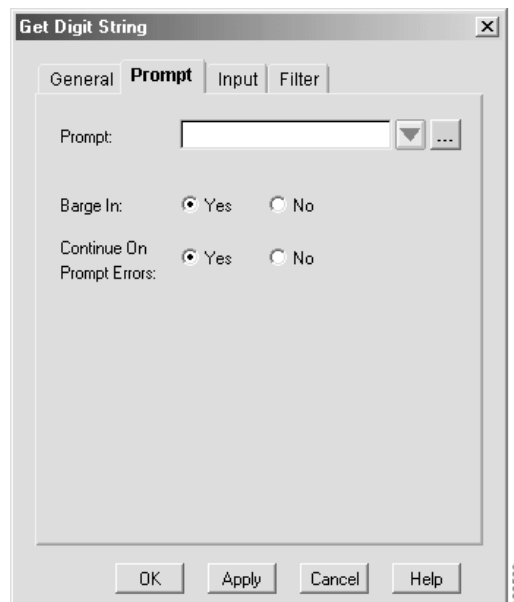 Get Digit String
General Prompt Input Filter
Prompt: ...
Barge In: Yes No
Continue On
Prompt Errors: Yes No
OK Apply Cancel Help